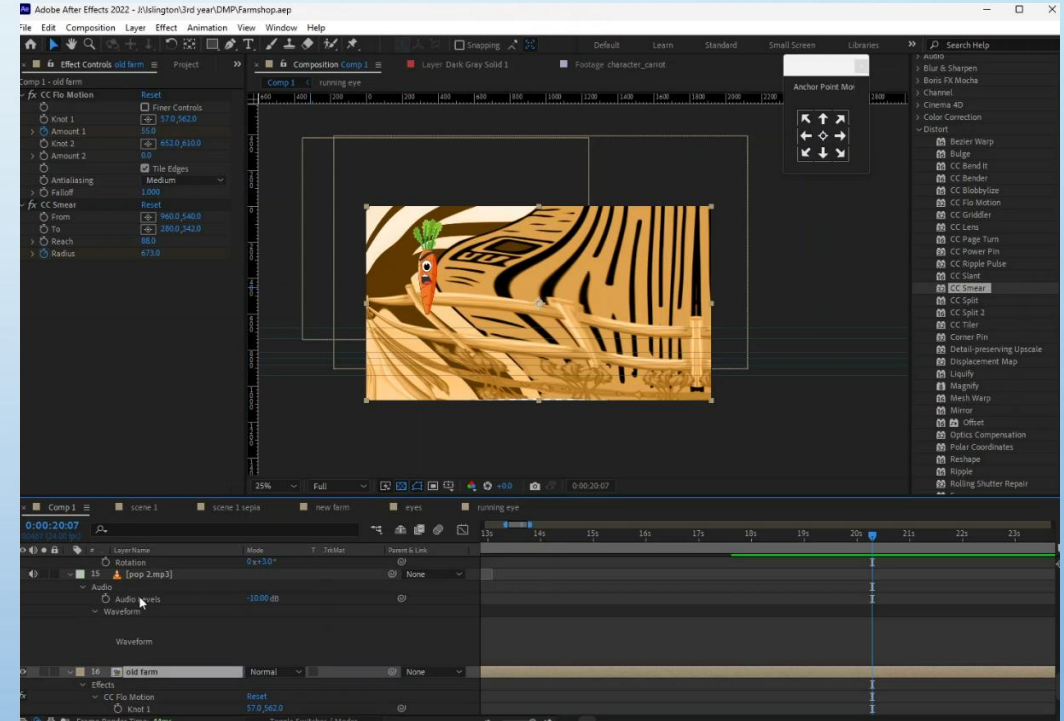 Adobe After Effects 2022 - J:\Islington\3rd year\DMP\Farmshop.aep
File Edit Composition Layer Effect Animation View Window Help
Snapping
Default Learn Standard Small Screen Libraries
Search Help
Effect Controls old farm Project
Composition Comp 1
Layer Dark Gray Solid 1
Footage character_carrot
Comp 1 - old farm
Comp 1 running eye
fx CC Flo Motion Reset
Finer Controls
Knot 1 57.0,562.0
Amount 1 55.0
Knot 2 652.0,610.0
Amount 2 0.0
Tile Edges
Antialiasing Medium
Falloff 1.000
fx CC Smear Reset
From 960.0,540.0
To 280.0,342.0
Reach 88.0
Radius 673.0
Anchor Point Mo
Audio
Blur & Sharpen
Boris FX Mocha
Channel
Cinema 4D
Color Correction
Distort
Bezier Warp
Bulge
CC Bend It
CC Bender
CC Blobbylize
CC Flo Motion
CC Griddler
CC Lens
CC Page Turn
CC Power Pin
CC Ripple Pulse
CC Slant
CC Smear
CC Split
CC Split 2
CC Tiler
Corner Pin
Detail-preserving Upscale
Displacement Map
Liquify
Magnify
Mesh Warp
Mirror
Offset
Optics Compensation
Polar Coordinates
Reshape
Ripple
Rolling Shutter Repair
25% Full +0.0 0:00:20:07
Comp 1 scene 1 scene 1 sepia new farm eyes running eye
0:00:20:07
13s 14s 15s 16s 17s 18s 19s 20s 21s 22s 23s
# Layer Name Mode T TrkMat Parent & Link
Rotation 0x+3.0°
15 [pop 2.mp3] None
Audio
Audio Levels -10.00 dB
Waveform
Waveform
16 old farm Normal None
Effects
CC Flo Motion Reset
Knot 1 57.0,562.0
Frame Render Time Toggle Switches / Modes